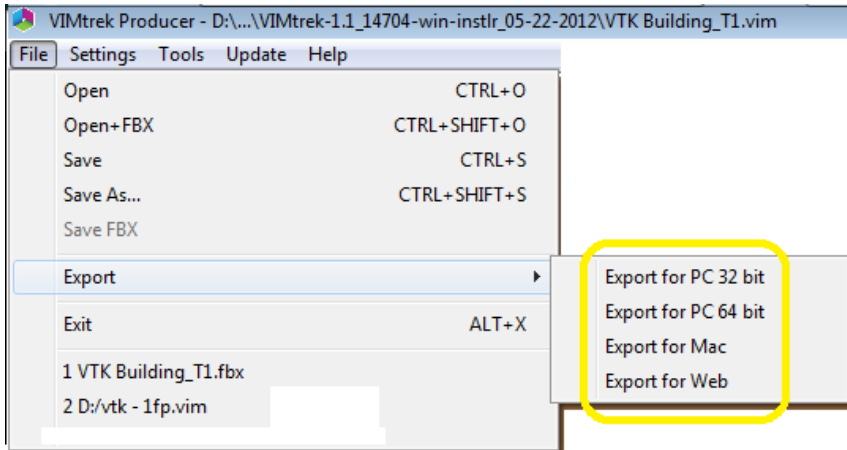 VIMtrek Producer - D:\...\VIMtrek-1.1_14704-win-instlr_05-22-2012\VTK Building_T1.vim
File Settings Tools Update Help
Open CTRL+O
Open+FBX CTRL+SHIFT+O
Save CTRL+S
Save As... CTRL+SHIFT+S
Save FBX
Export
Export for PC 32 bit
Export for PC 64 bit
Export for Mac
Export for Web
Exit ALT+X
1 VTK Building_T1.fbx
2 D:/vtk - 1fp.vim